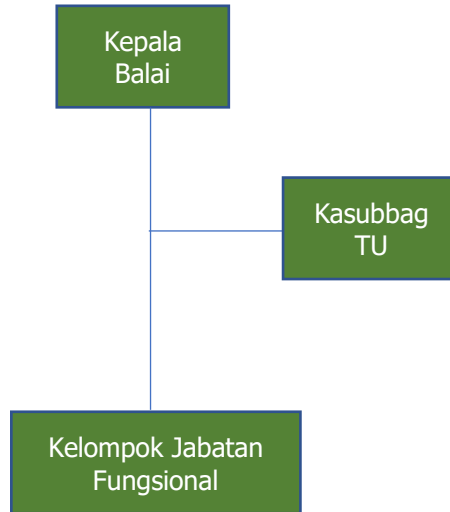 Kepala
Balai
Kasubbag
TU
Kelompok Jabatan
Fungsional